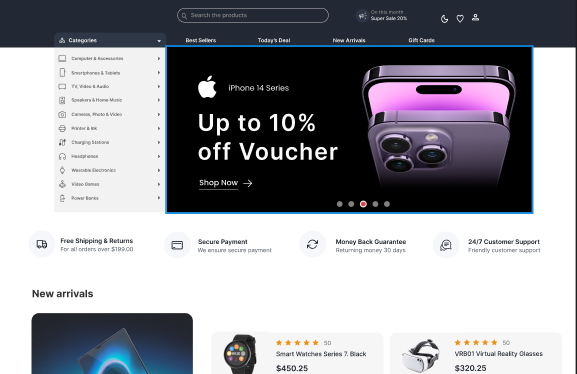 Search the products
On this month
Super Sale 20%
Categories
Best Sellers
Today's Deal
New Arrivals
Gift Cards
Computer & Accessories
Smartphones & Tablets
TV, Video & Audio
Speakers & Home Music
Cameras, Photo & Video
Printer & Ink
Charging Stations
Headphones
Wearable Electronics
Video Games
Power Banks
iPhone 14 Series
Up to 10%
off Voucher
Shop Now
Free Shipping & Returns
For all orders over $199.00
Secure Payment
We ensure secure payment
Money Back Guarantee
Returning money 30 days
24/7 Customer Support
Friendly customer support
New arrivals
50
Smart Watches Series 7. Black
$450.25
50
VRB01 Virtual Reality Glasses
$320.25